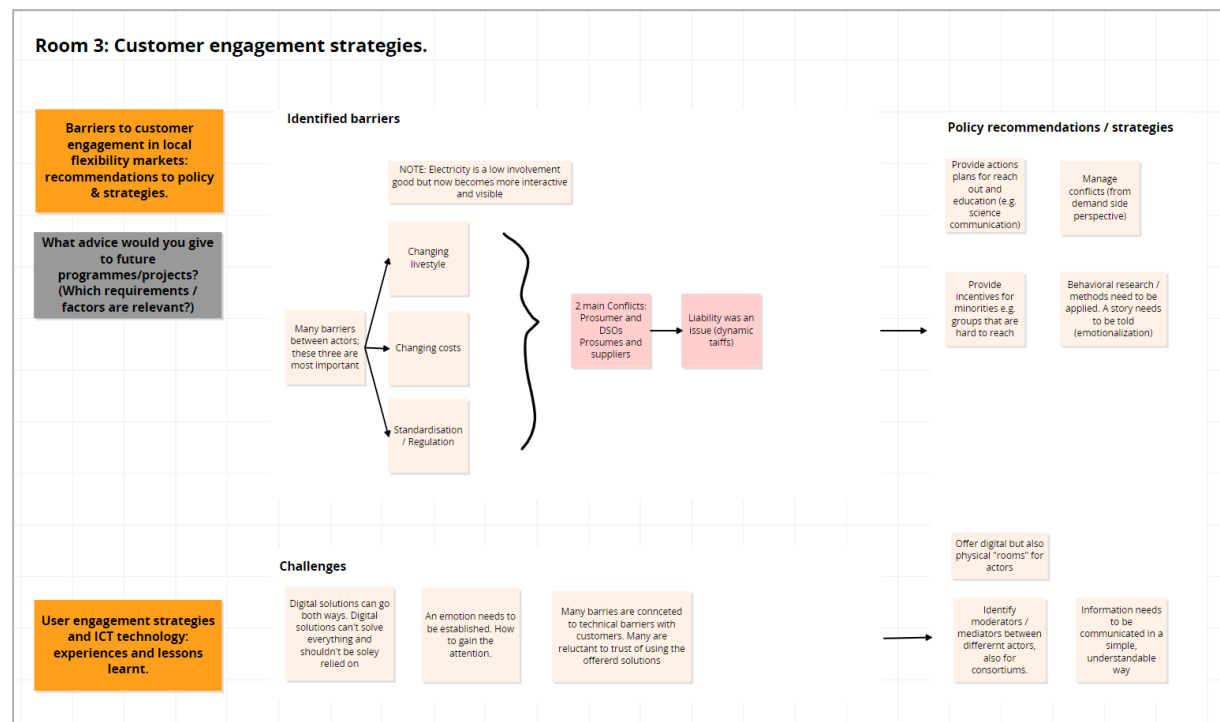 Room 3: Customer engagement strategies.
Barriers to customer
engagement in local
flexibility markets:
recommendations to policy
& strategies.
What advice would you give
to future
programmes/projects?
(Which requirements /
factors are relevant?)
Identified barriers
NOTE: Electricity is a low involvement
good but now becomes more interactive
and visible
Many barriers
between actors;
these three are
most important
Changing
livestyle
Changing costs
Standardisation
/ Regulation
2 main Conflicts:
Prosumer and
DSOs
Prosumes and
suppliers
Liability was an
issue (dynamic
taiffs)
Policy recommendations / strategies
Provide actions
plans for reach
out and
education (e.g.
science
communication)
Manage
conflicts (from
demand side
perspective)
Provide
incentives for
minorities e.g.
groups that are
hard to reach
Behavioral research /
methods need to be
applied. A story needs
to be told
(emotionalization)
User engagement strategies
and ICT technology:
experiences and lessons
learnt.
Challenges
Digital solutions can go
both ways. Digital
solutions can't solve
everything and
shouldn't be soley
relied on
An emotion needs to
be established. How
to gain the
attention.
Many barries are connceted
to technical barriers with
customers. Many are
reluctant to trust of using the
offererd solutions
Offer digital but also
physical "rooms" for
actors
Identify
moderators /
mediators between
differernt actors,
also for
consortiums.
Information needs
to be
communicated in a
simple,
understandable
way